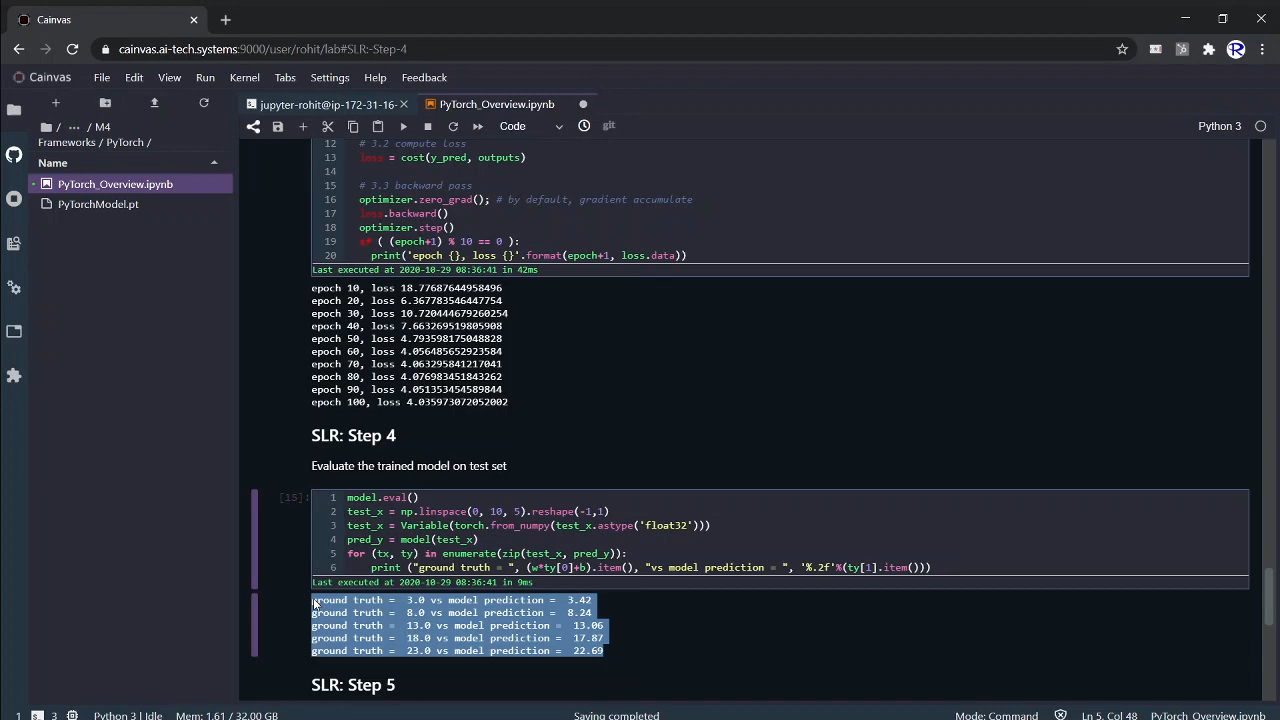 Cainvas
cainvas.ai-tech.systems:9000/user/rohit/lab#SLR:-Step-4
Cainvas File Edit View Run Kernel Tabs Settings Help Feedback
jupyter-rohit@ip-172-31-16- PyTorch_Overview.ipynb
/ ... / M4
Frameworks / PyTorch /
Name
PyTorch_Overview.ipynb
PyTorchModel.pt
Code git Python 3
12 # 3.2 compute loss
13 loss = cost(y_pred, outputs)
14
15 # 3.3 backward pass
16 optimizer.zero_grad(); # by default, gradient accumulate
17 loss.backward()
18 optimizer.step()
19 if ( (epoch+1) % 10 == 0 ):
20 print('epoch {}, loss {}'.format(epoch+1, loss.data))
Last executed at 2020-10-29 08:36:41 in 42ms
epoch 10, loss 18.77687644958496
epoch 20, loss 6.367783546447754
epoch 30, loss 10.720444679260254
epoch 40, loss 7.663269519805908
epoch 50, loss 4.793598175048828
epoch 60, loss 4.056485652923584
epoch 70, loss 4.063295841217041
epoch 80, loss 4.076983451843262
epoch 90, loss 4.051353454589844
epoch 100, loss 4.035973072052002
SLR: Step 4
Evaluate the trained model on test set
[15]: 1 model.eval()
2 test_x = np.linspace(0, 10, 5).reshape(-1,1)
3 test_x = Variable(torch.from_numpy(test_x.astype('float32')))
4 pred_y = model(test_x)
5 for (tx, ty) in enumerate(zip(test_x, pred_y)):
6 print ("ground truth = ", (w*ty[0]+b).item(), "vs model prediction = ", '%.2f'%(ty[1].item()))
Last executed at 2020-10-29 08:36:41 in 9ms
ground truth = 3.0 vs model prediction = 3.42
ground truth = 8.0 vs model prediction = 8.24
ground truth = 13.0 vs model prediction = 13.06
ground truth = 18.0 vs model prediction = 17.87
ground truth = 23.0 vs model prediction = 22.69
SLR: Step 5
1 3 Python 3 | Idle Mem: 1.61 / 32.00 GB Saving completed Mode: Command Ln 5, Col 48 PyTorch_Overview.ipynb